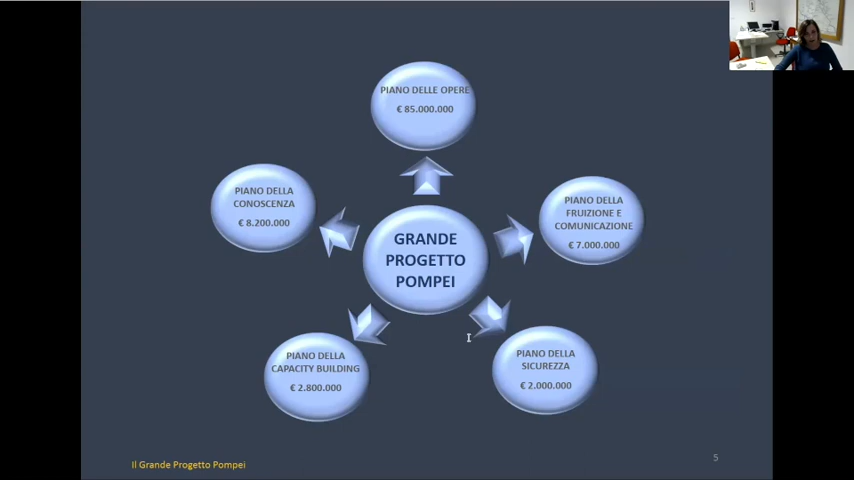 PIANO DELLE OPERE
€ 85.000.000
PIANO DELLA
CONOSCENZA
€ 8.200.000
PIANO DELLA
FRUIZIONE E
COMUNICAZIONE
€ 7.000.000
GRANDE
PROGETTO
POMPEI
PIANO DELLA
CAPACITY BUILDING
€ 2.800.000
PIANO DELLA
SICUREZZA
€ 2.000.000
Il Grande Progetto Pompei
5